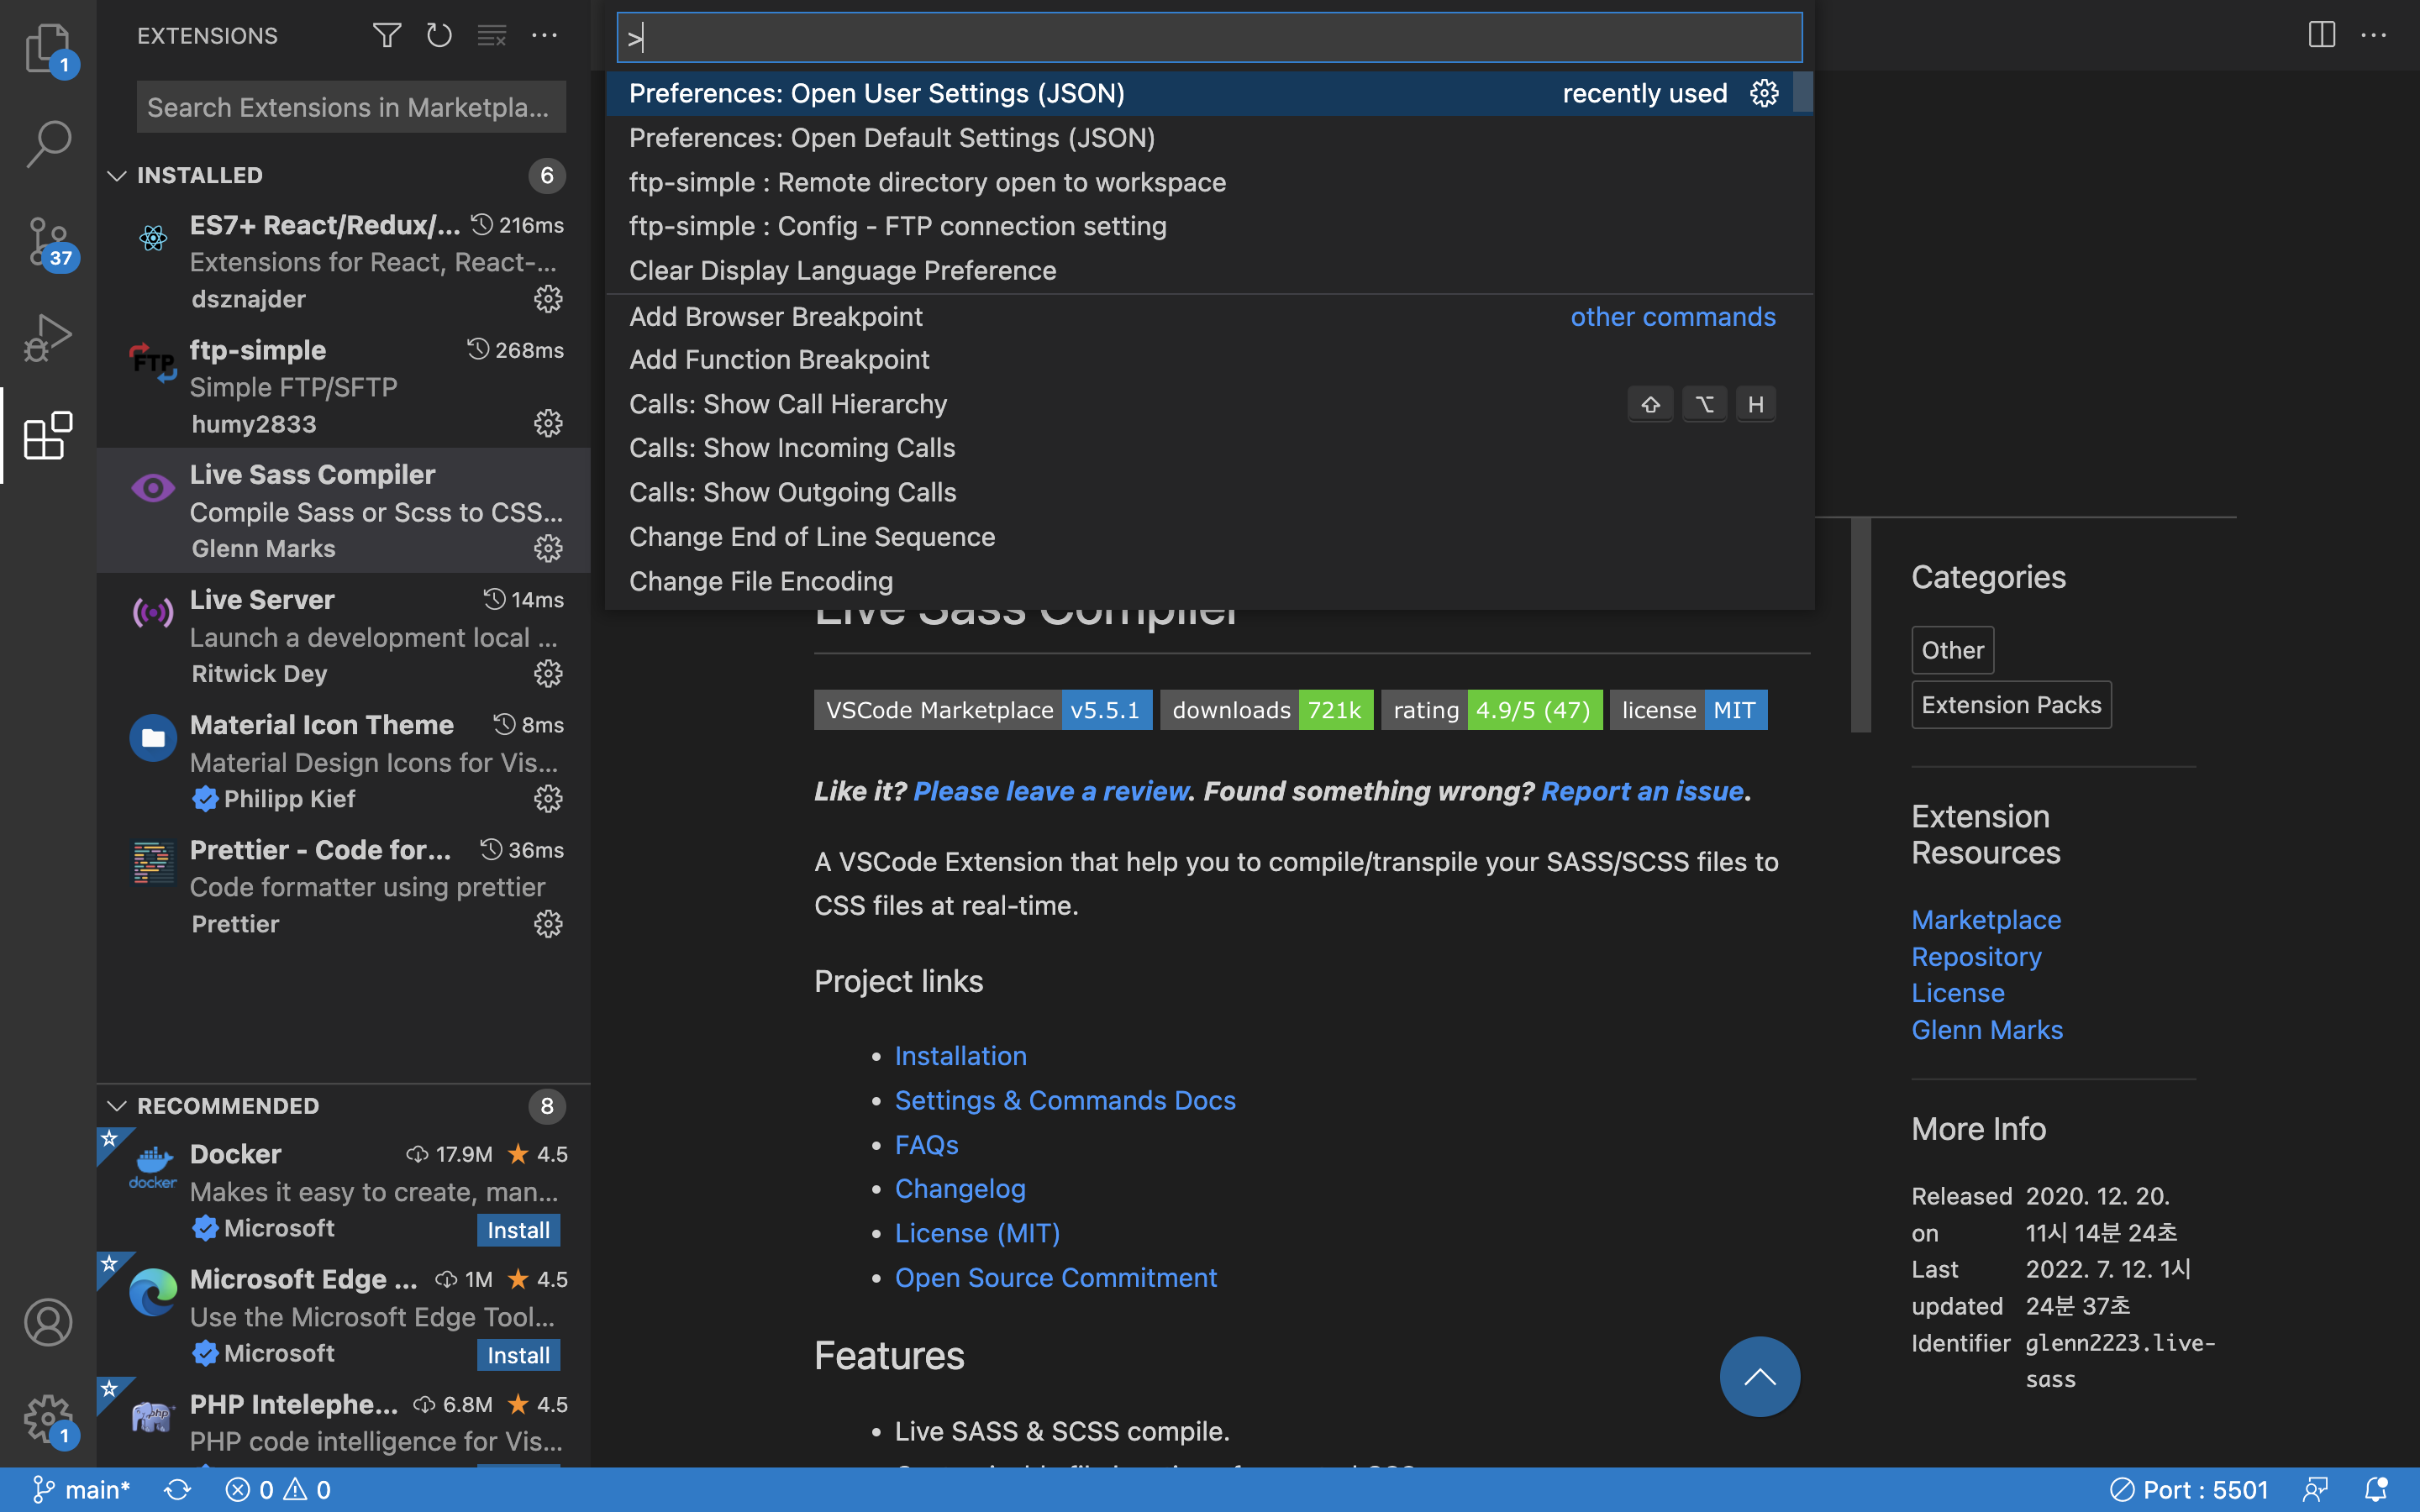 EXTENSIONS
1
Search Extensions in Marketpla...
37
INSTALLED
6
ES7+ React/Redux/... 216ms
Extensions for React, React-...
dsznajder
FTP
ftp-simple 268ms
Simple FTP/SFTP
humy2833
Live Sass Compiler
Compile Sass or Scss to CSS...
Glenn Marks
Live Server 14ms
Launch a development local ...
Ritwick Dey
Material Icon Theme 8ms
Material Design Icons for Vis...
Philipp Kief
Prettier - Code for... 36ms
Code formatter using prettier
Prettier
RECOMMENDED
8
docker
Docker 17.9M 4.5
Makes it easy to create, man...
Microsoft Install
Microsoft Edge ... 1M 4.5
Use the Microsoft Edge Tool...
Microsoft Install
php
PHP Intelephe... 6.8M 4.5
PHP code intelligence for Vis...
1
>
Preferences: Open User Settings (JSON) recently used
Preferences: Open Default Settings (JSON)
ftp-simple : Remote directory open to workspace
ftp-simple : Config - FTP connection setting
Clear Display Language Preference
Add Browser Breakpoint other commands
Add Function Breakpoint
Calls: Show Call Hierarchy ⇧ ⌥ H
Calls: Show Incoming Calls
Calls: Show Outgoing Calls
Change End of Line Sequence
Change File Encoding
Live Sass Compiler
VSCode Marketplace v5.5.1 downloads 721k rating 4.9/5 (47) license MIT
Like it? Please leave a review. Found something wrong? Report an issue.
A VSCode Extension that help you to compile/transpile your SASS/SCSS files to
CSS files at real-time.
Project links
• Installation
• Settings & Commands Docs
• FAQs
• Changelog
• License (MIT)
• Open Source Commitment
Features
• Live SASS & SCSS compile.
Categories
Other
Extension Packs
Extension
Resources
Marketplace
Repository
License
Glenn Marks
More Info
Released 2020. 12. 20.
on 11시 14분 24초
Last 2022. 7. 12. 1시
updated 24분 37초
Identifier glenn2223.live-
sass
main* 0 0
Port : 5501